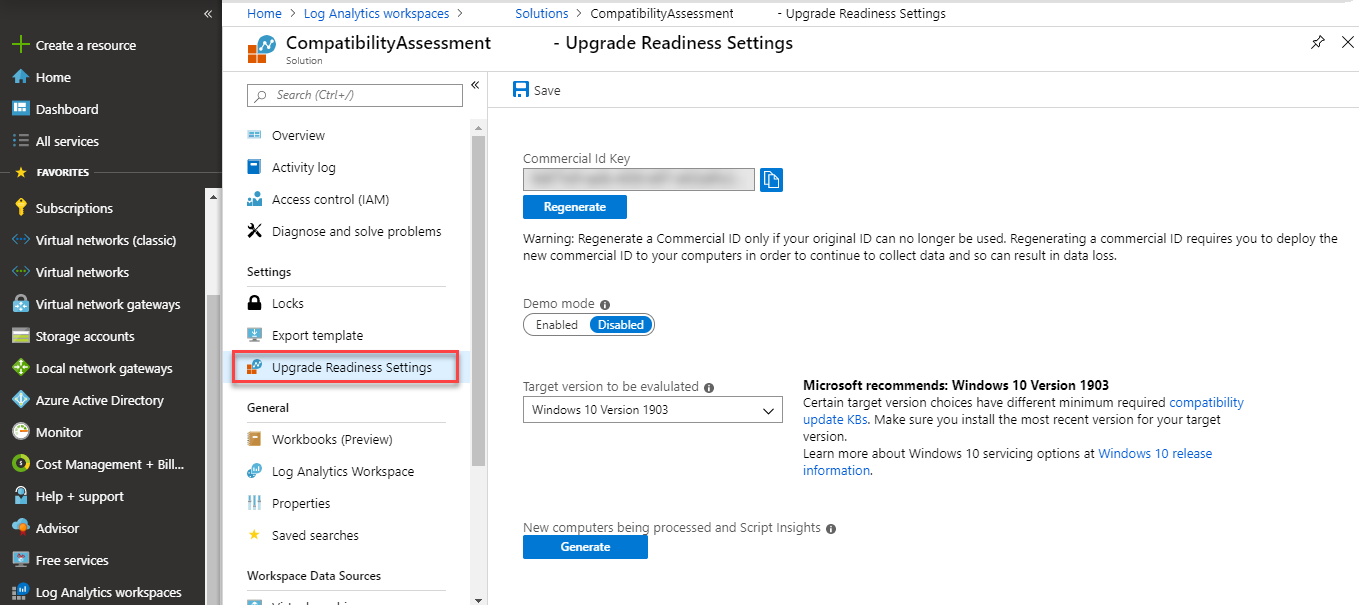 Home > Log Analytics workspaces > Solutions > CompatibilityAssessment - Upgrade Readiness Settings
CompatibilityAssessment - Upgrade Readiness Settings
Solution
Create a resource
Home
Dashboard
All services
FAVORITES
Subscriptions
Virtual networks (classic)
Virtual networks
Virtual network gateways
Storage accounts
Local network gateways
Azure Active Directory
Monitor
Cost Management + Bill...
Help + support
Advisor
Free services
Log Analytics workspaces
Search (Ctrl+/)
Overview
Activity log
Access control (IAM)
Diagnose and solve problems
Settings
Locks
Export template
Upgrade Readiness Settings
General
Workbooks (Preview)
Log Analytics Workspace
Properties
Saved searches
Workspace Data Sources
Save
Commercial Id Key
Regenerate
Warning: Regenerate a Commercial ID only if your original ID can no longer be used. Regenerating a commercial ID requires you to deploy the
new commercial ID to your computers in order to continue to collect data and so can result in data loss.
Demo mode
Enabled Disabled
Target version to be evalulated
Windows 10 Version 1903
Microsoft recommends: Windows 10 Version 1903
Certain target version choices have different minimum required compatibility
update KBs. Make sure you install the most recent version for your target
version.
Learn more about Windows 10 servicing options at Windows 10 release
information.
New computers being processed and Script Insights
Generate